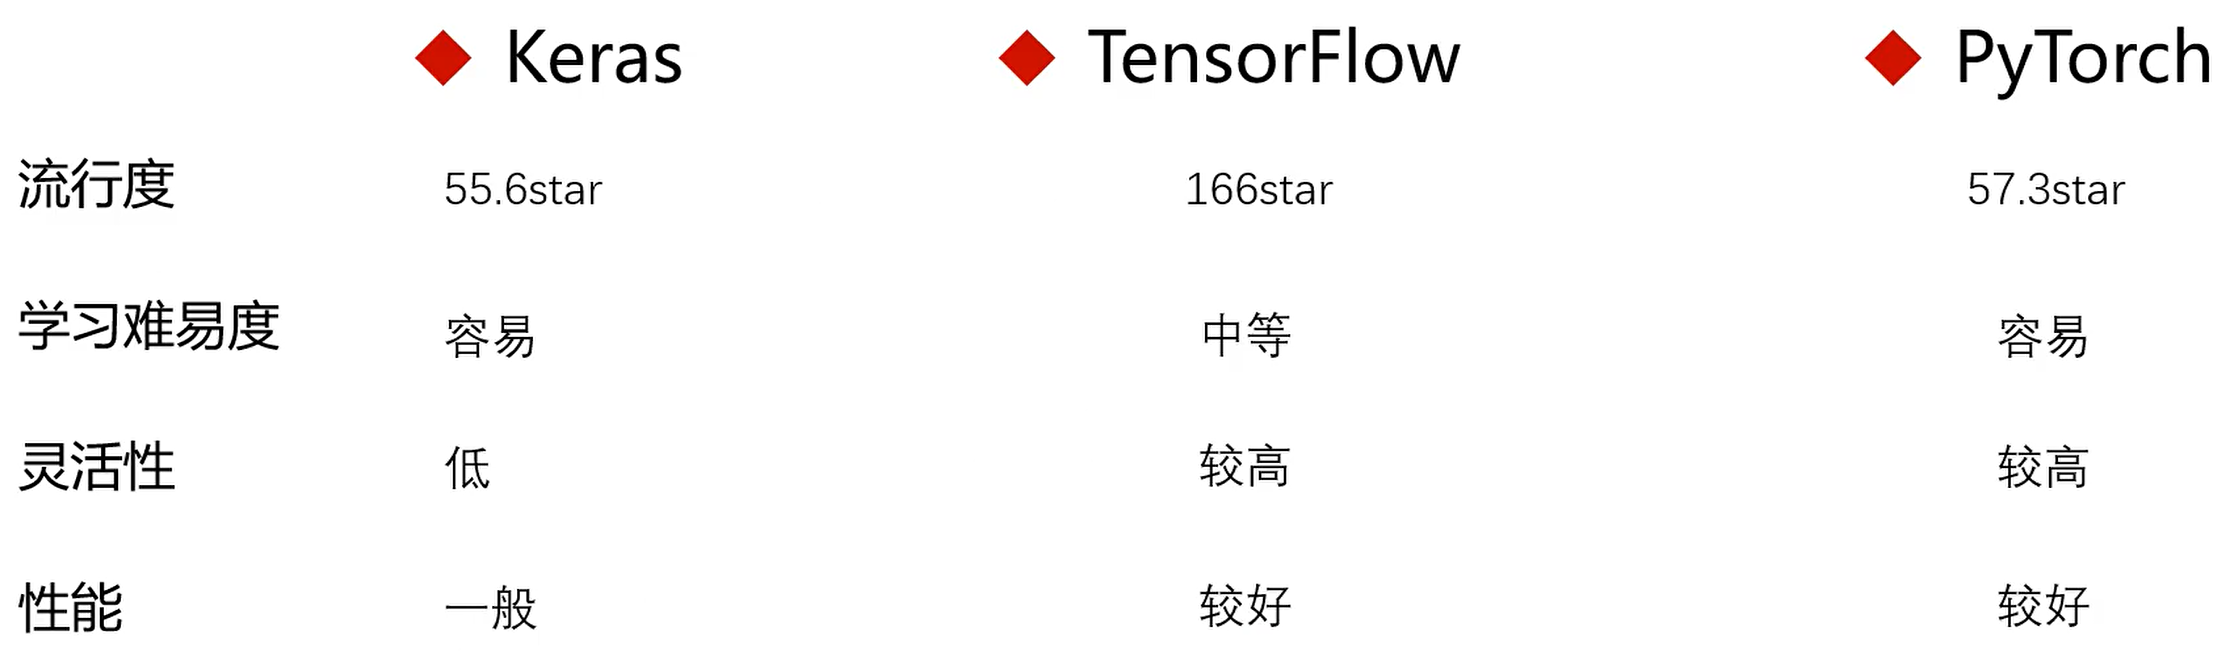 Keras TensorFlow PyTorch
流行度 55.6star 166star 57.3star
学习难易度 容易 中等 容易
灵活性 低 较高 较高
性能 一般 较好 较好